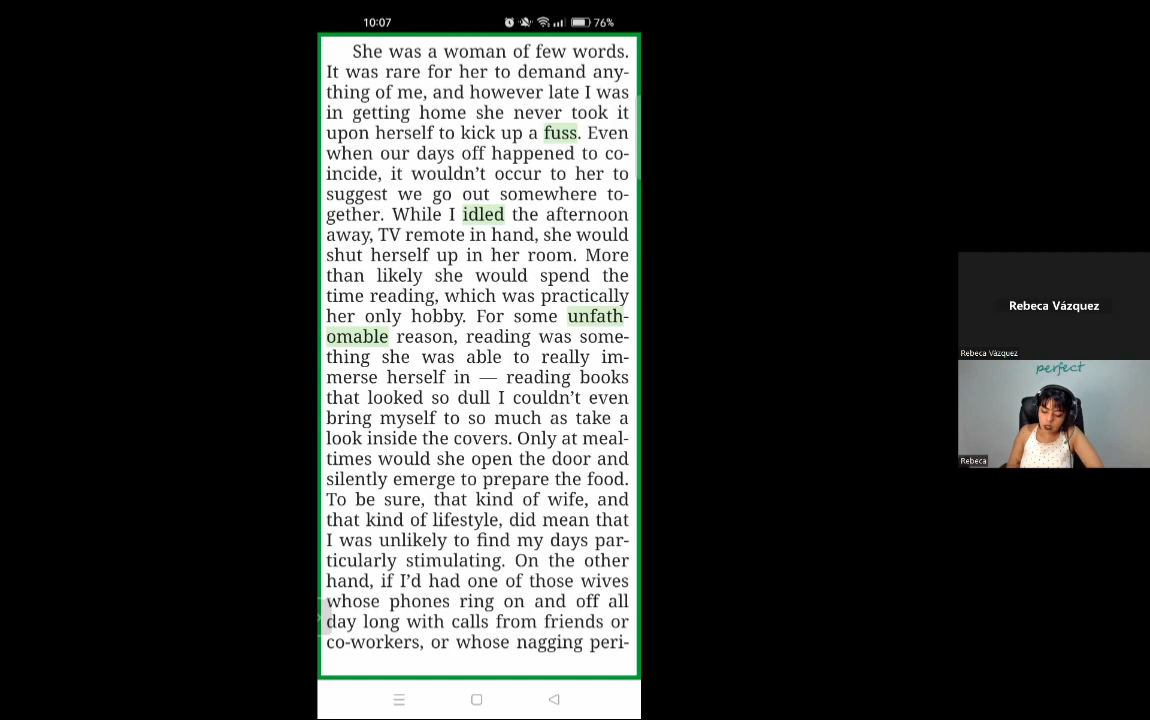 10:07
76%
She was a woman of few words.
It was rare for her to demand any-
thing of me, and however late I was
in getting home she never took it
upon herself to kick up a fuss. Even
when our days off happened to co-
incide, it wouldn't occur to her to
suggest we go out somewhere to-
gether. While I idled the afternoon
away, TV remote in hand, she would
shut herself up in her room. More
than likely she would spend the
time reading, which was practically
her only hobby. For some unfath-
omable reason, reading was some-
thing she was able to really im-
merse herself in — reading books
that looked so dull I couldn't even
bring myself to so much as take a
look inside the covers. Only at meal-
times would she open the door and
silently emerge to prepare the food.
To be sure, that kind of wife, and
that kind of lifestyle, did mean that
I was unlikely to find my days par-
ticularly stimulating. On the other
hand, if I'd had one of those wives
whose phones ring on and off all
day long with calls from friends or
co-workers, or whose nagging peri-
Rebeca Vázquez
Rebeca Vázquez
perfect
Rebeca